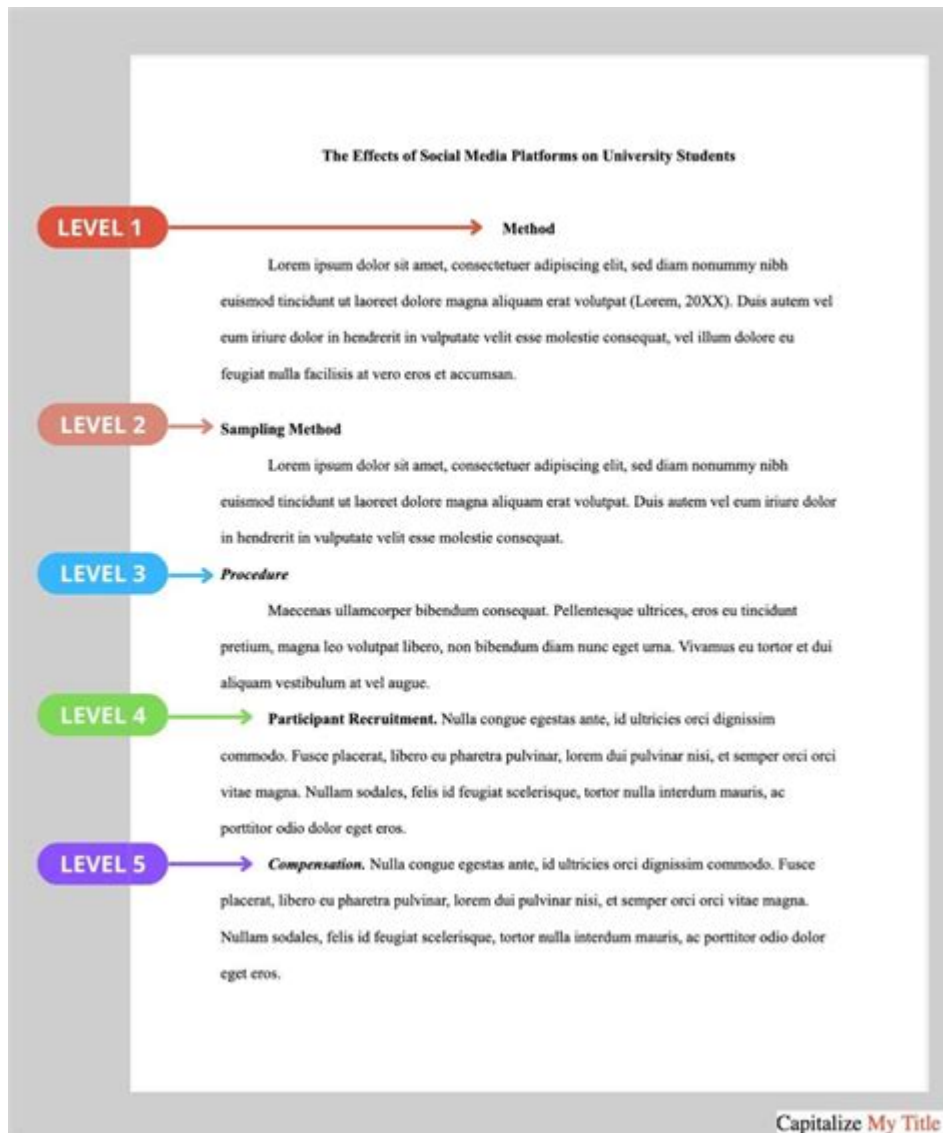 The Effects of Social Media Platforms on University Students
LEVEL 1
Method
Lorem ipsum dolor sit amet, consectetuer adipiscing elit, sed diam nonummy nibh
euismod tincidunt ut laoreet dolore magna aliquam erat volutpat (Lorem, 20XX). Duis autem vel
eum iriure dolor in hendrerit in vulputate velit esse molestie consequat, vel illum dolore eu
feugiat nulla facilisis at vero eros et accumsan.
LEVEL 2
Sampling Method
Lorem ipsum dolor sit amet, consectetuer adipiscing elit, sed diam nonummy nibh
euismod tincidunt ut laoreet dolore magna aliquam erat volutpat. Duis autem vel eum iriure dolor
in hendrerit in vulputate velit esse molestie consequat.
LEVEL 3
Procedure
Maecenas ullamcorper bibendum consequat. Pellentesque ultrices, eros eu tincidunt
pretium, magna leo volutpat libero, non bibendum diam nunc eget urna. Vivamus eu tortor et dui
aliquam vestibulum at vel augue.
LEVEL 4
Participant Recruitment. Nulla congue egestas ante, id ultricies orci dignissim
commodo. Fusce placerat, libero eu pharetra pulvinar, lorem dui pulvinar nisi, et semper orci orci
vitae magna. Nullam sodales, felis id feugiat scelerisque, tortor nulla interdum mauris, ac
porttitor odio dolor eget eros.
LEVEL 5
Compensation. Nulla congue egestas ante, id ultricies orci dignissim commodo. Fusce
placerat, libero eu pharetra pulvinar, lorem dui pulvinar nisi, et semper orci orci vitae magna.
Nullam sodales, felis id feugiat scelerisque, tortor nulla interdum mauris, ac porttitor odio dolor
eget eros.
Capitalize My Title